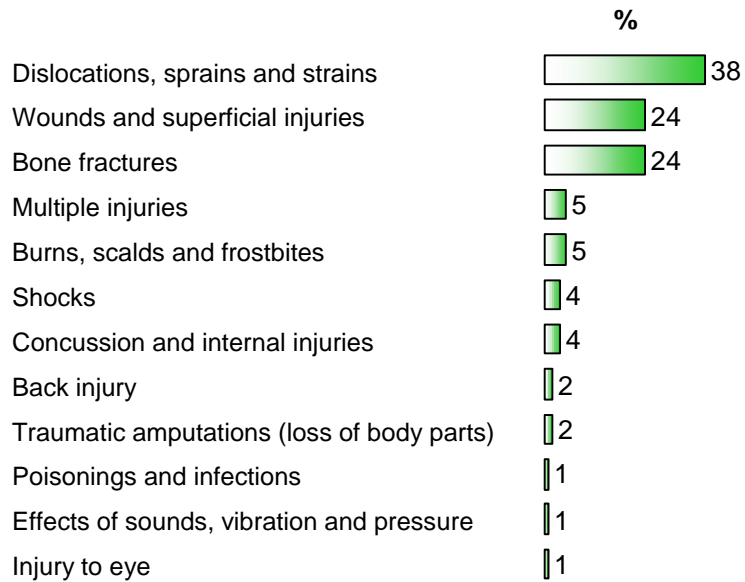 %
Dislocations, sprains and strains 38
Wounds and superficial injuries 24
Bone fractures 24
Multiple injuries 5
Burns, scalds and frostbites 5
Shocks 4
Concussion and internal injuries 4
Back injury 2
Traumatic amputations (loss of body parts) 2
Poisonings and infections 1
Effects of sounds, vibration and pressure 1
Injury to eye 1